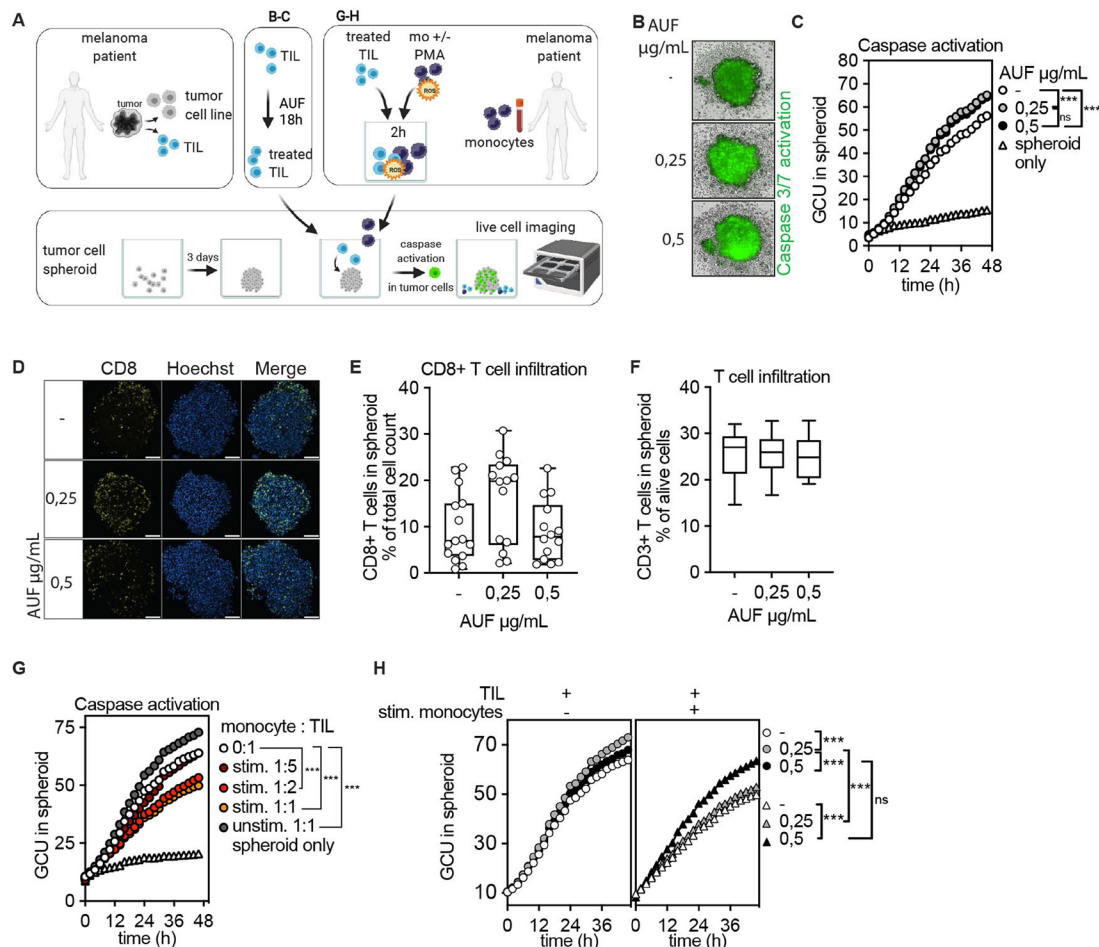 A
B-C
G-H
melanoma
patient
tumor
tumor
cell line
TIL
TIL
AUF
18h
treated
TIL
treated
TIL
mo +/-
PMA
ROS
2h
ROS
monocytes
melanoma
patient
tumor cell
spheroid
3 days
caspase
activation
in tumor cells
live cell imaging
B
AUF
µg/mL
-
0,25
0,5
Caspase 3/7 activation
C
Caspase activation
GCU in spheroid
80
70
60
50
40
30
20
10
0
0 12 24 36 48
time (h)
AUF µg/mL
-
0,25
0,5
spheroid
only
***
ns
***
D
CD8 Hoechst Merge
-
0,25
0,5
AUF µg/mL
E
CD8+ T cell infiltration
CD8+ T cells in spheroid
% of total cell count
40
30
20
10
0
- 0,25 0,5
AUF µg/mL
F
T cell infiltration
CD3+ T cells in spheroid
% of alive cells
40
30
20
10
0
- 0,25 0,5
AUF µg/mL
G
Caspase activation
GCU in spheroid
75
50
25
0 12 24 36 48
time (h)
monocyte : TIL
0:1
stim. 1:5
stim. 1:2
stim. 1:1
unstim. 1:1
spheroid only
***
***
***
H
TIL + +
stim. monocytes - +
GCU in spheroid
70
50
30
10
0 12 24 36
time (h)
0 12 24 36
time (h)
-
0,25
0,5
-
0,25
0,5
***
***
***
***
ns